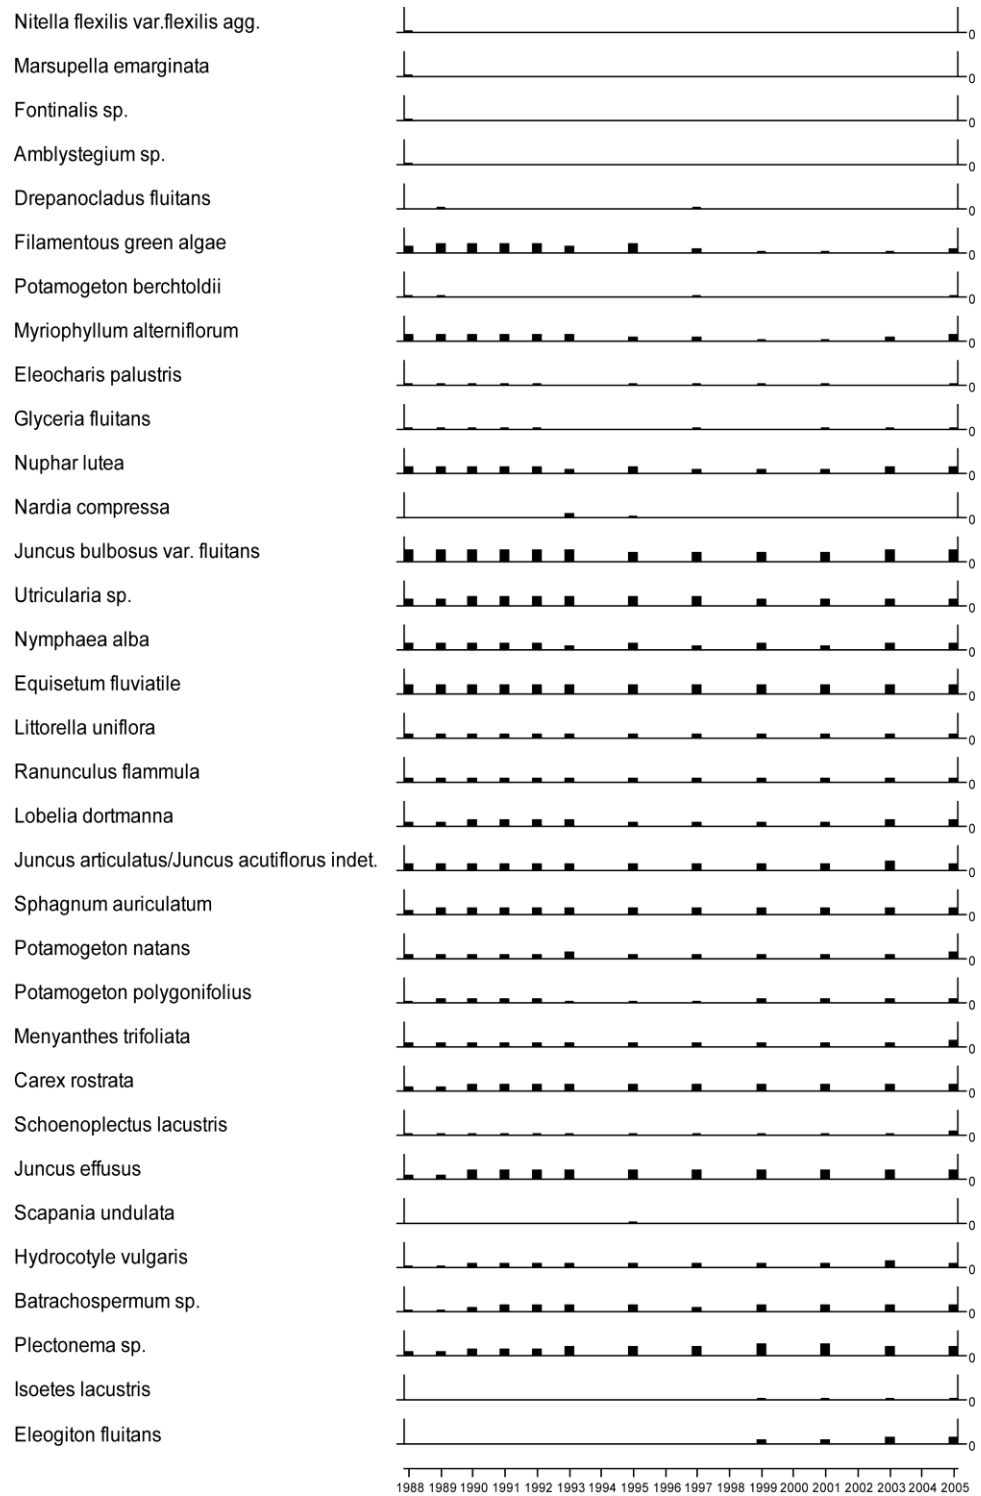 Nitella flexilis var.flexilis agg. 0
Marsupella emarginata 0
Fontinalis sp. 0
Amblystegium sp. 0
Drepanocladus fluitans 0
Filamentous green algae 0
Potamogeton berchtoldii 0
Myriophyllum alterniflorum 0
Eleocharis palustris 0
Glyceria fluitans 0
Nuphar lutea 0
Nardia compressa 0
Juncus bulbosus var. fluitans 0
Utricularia sp. 0
Nymphaea alba 0
Equisetum fluviatile 0
Littorella uniflora 0
Ranunculus flammula 0
Lobelia dortmanna 0
Juncus articulatus/Juncus acutiflorus indet. 0
Sphagnum auriculatum 0
Potamogeton natans 0
Potamogeton polygonifolius 0
Menyanthes trifoliata 0
Carex rostrata 0
Schoenoplectus lacustris 0
Juncus effusus 0
Scapania undulata 0
Hydrocotyle vulgaris 0
Batrachospermum sp. 0
Plectonema sp. 0
Isoetes lacustris 0
Eleogiton fluitans 0
1988 1989 1990 1991 1992 1993 1994 1995 1996 1997 1998 1999 2000 2001 2002 2003 2004 2005